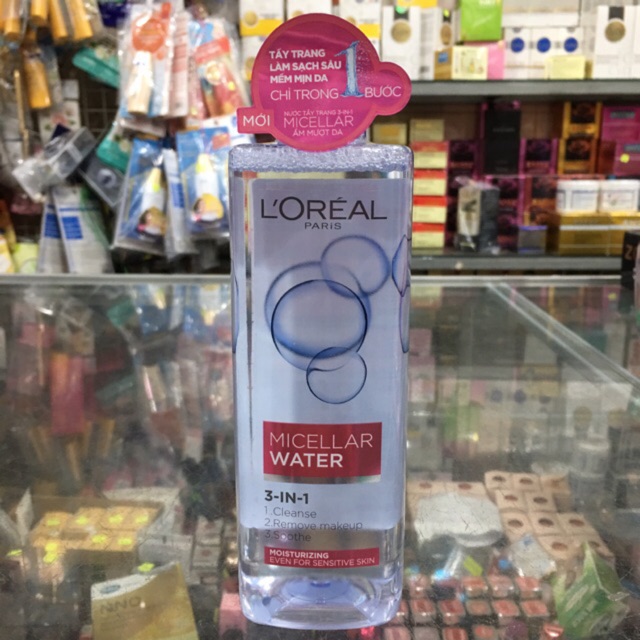 TẨY TRANG
LÀM SẠCH SÂU
MỀM MỊN DA
CHỈ TRONG 1 BƯỚC
MỚI
NƯỚC TẨY TRANG 3-IN-1
MICELLAR
ẨM MƯỢT DA
L'ORÉAL
PARIS
MICELLAR
WATER
3-IN-1
1.Cleanse
2.Remove makeup
3.Soothe
MOISTURIZING
EVEN FOR SENSITIVE SKIN